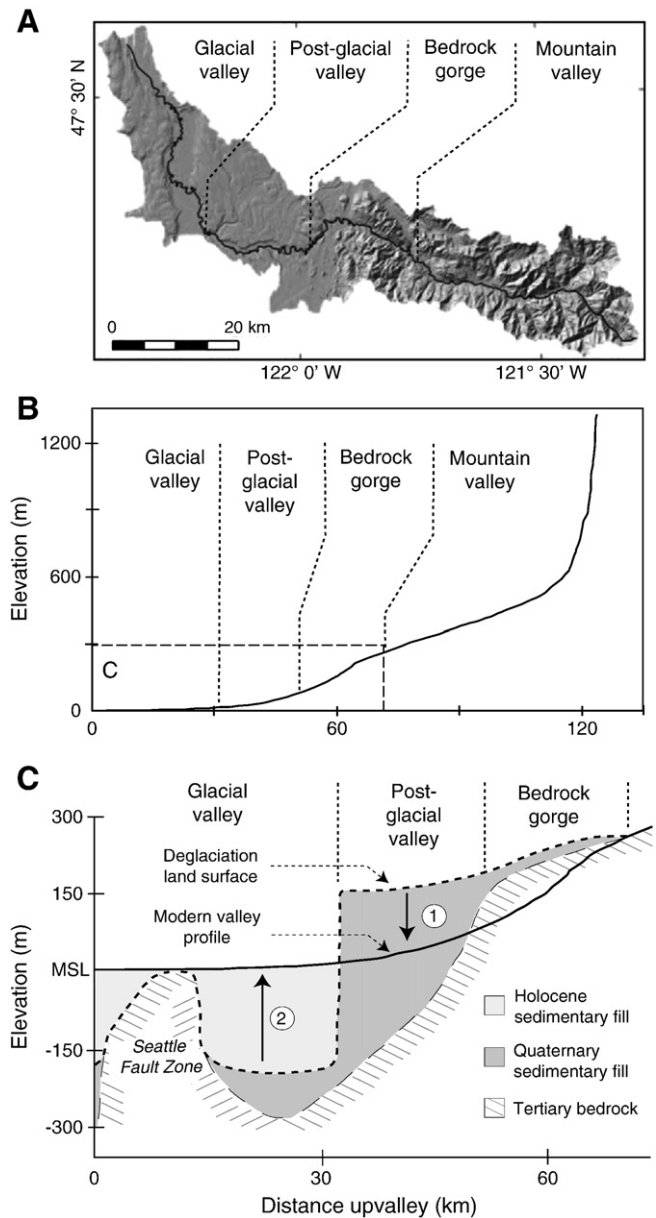 A
Glacial
valley
Post-glacial
valley
Bedrock
gorge
Mountain
valley
47° 30' N
0 20 km
122° 0' W 121° 30' W
B
1200
600
0
Elevation (m)
Glacial
valley
Post-
glacial
valley
Bedrock
gorge
Mountain
valley
C
0 60 120
C
Glacial
valley
Post-
glacial
valley
Bedrock
gorge
300
150
MSL
-150
-300
Elevation (m)
Deglaciation
land surface
Modern valley
profile
1
2
Seattle
Fault Zone
Holocene
sedimentary fill
Quaternary
sedimentary fill
Tertiary bedrock
0 30 60
Distance upvalley (km)